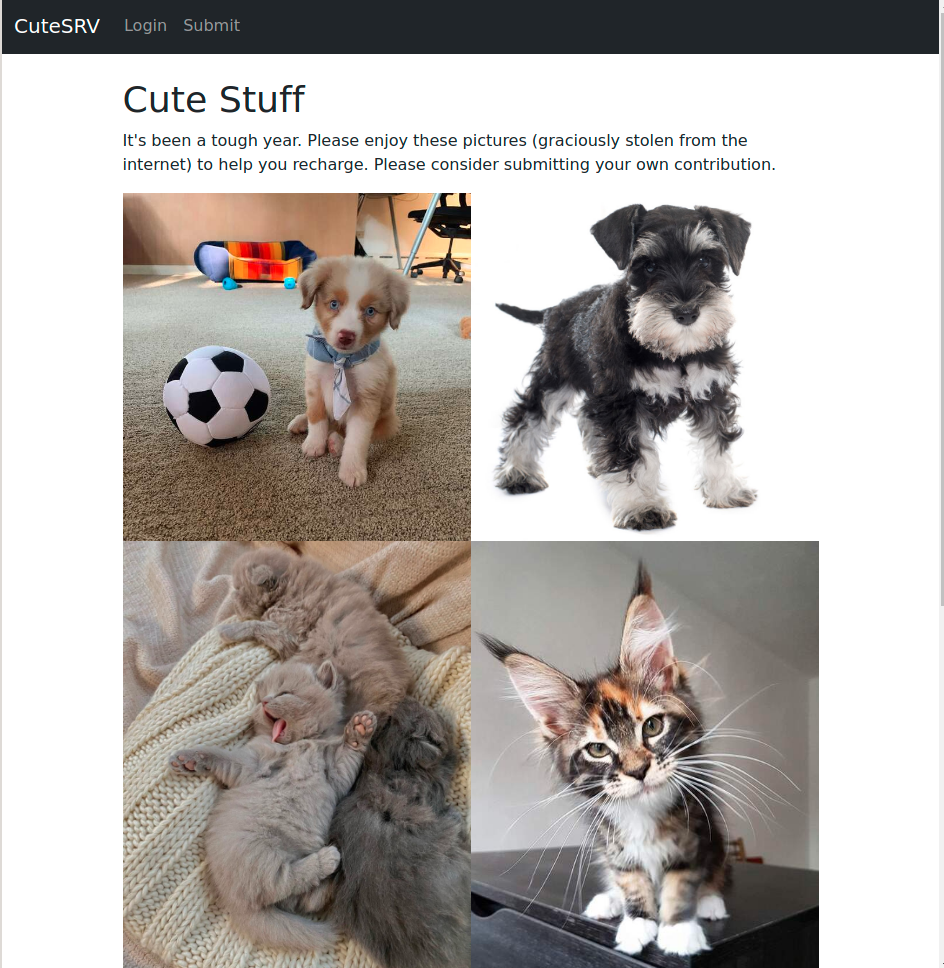 CuteSRV Login Submit
Cute Stuff
It's been a tough year. Please enjoy these pictures (graciously stolen from the
internet) to help you recharge. Please consider submitting your own contribution.